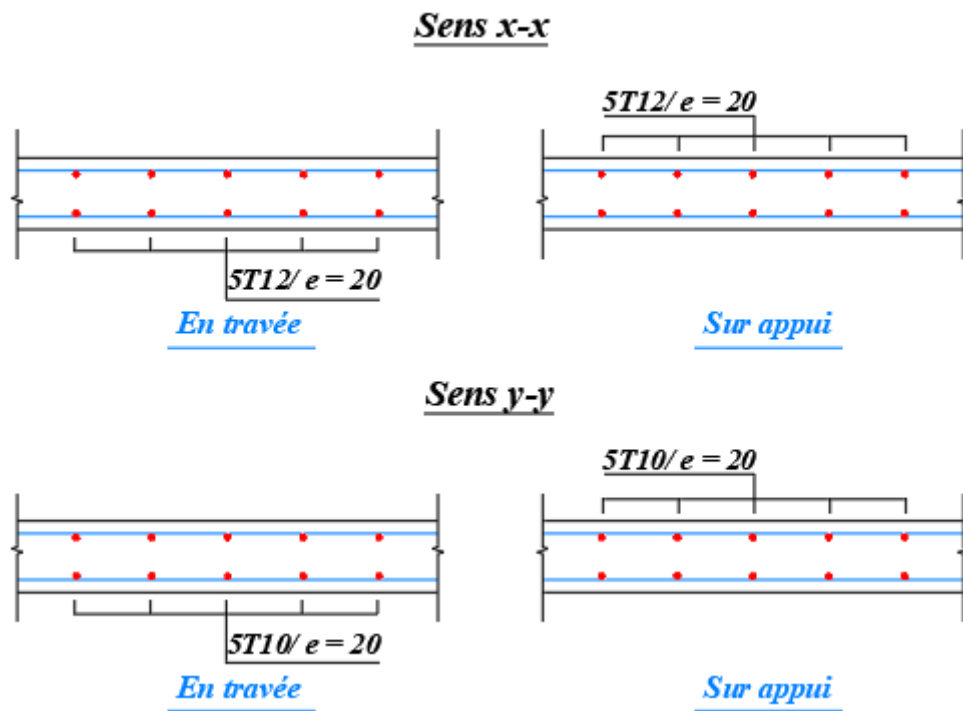 Sens x-x
5T12/ e = 20
5T12/ e = 20
En travée
Sur appui
Sens y-y
5T10/ e = 20
5T10/ e = 20
En travée
Sur appui